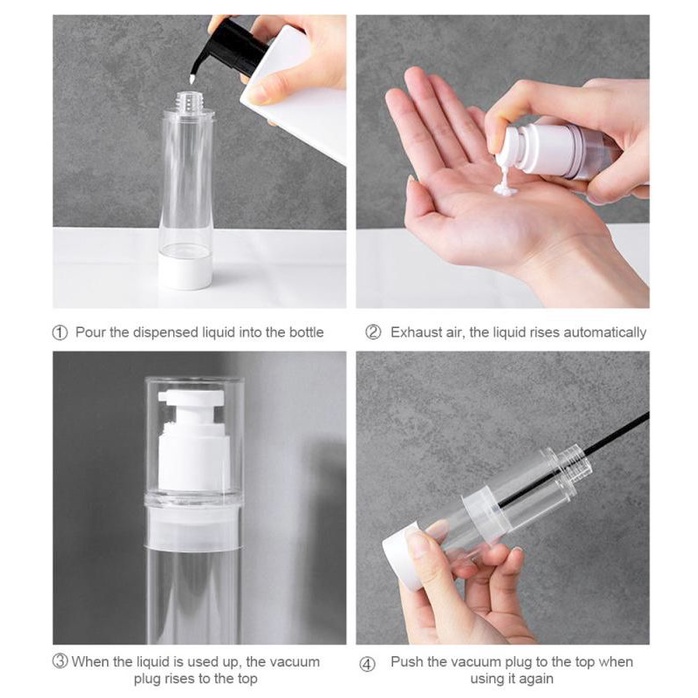 ① Pour the dispensed liquid into the bottle
② Exhaust air, the liquid rises automatically
③ When the liquid is used up, the vacuum
plug rises to the top
④ Push the vacuum plug to the top when
using it again